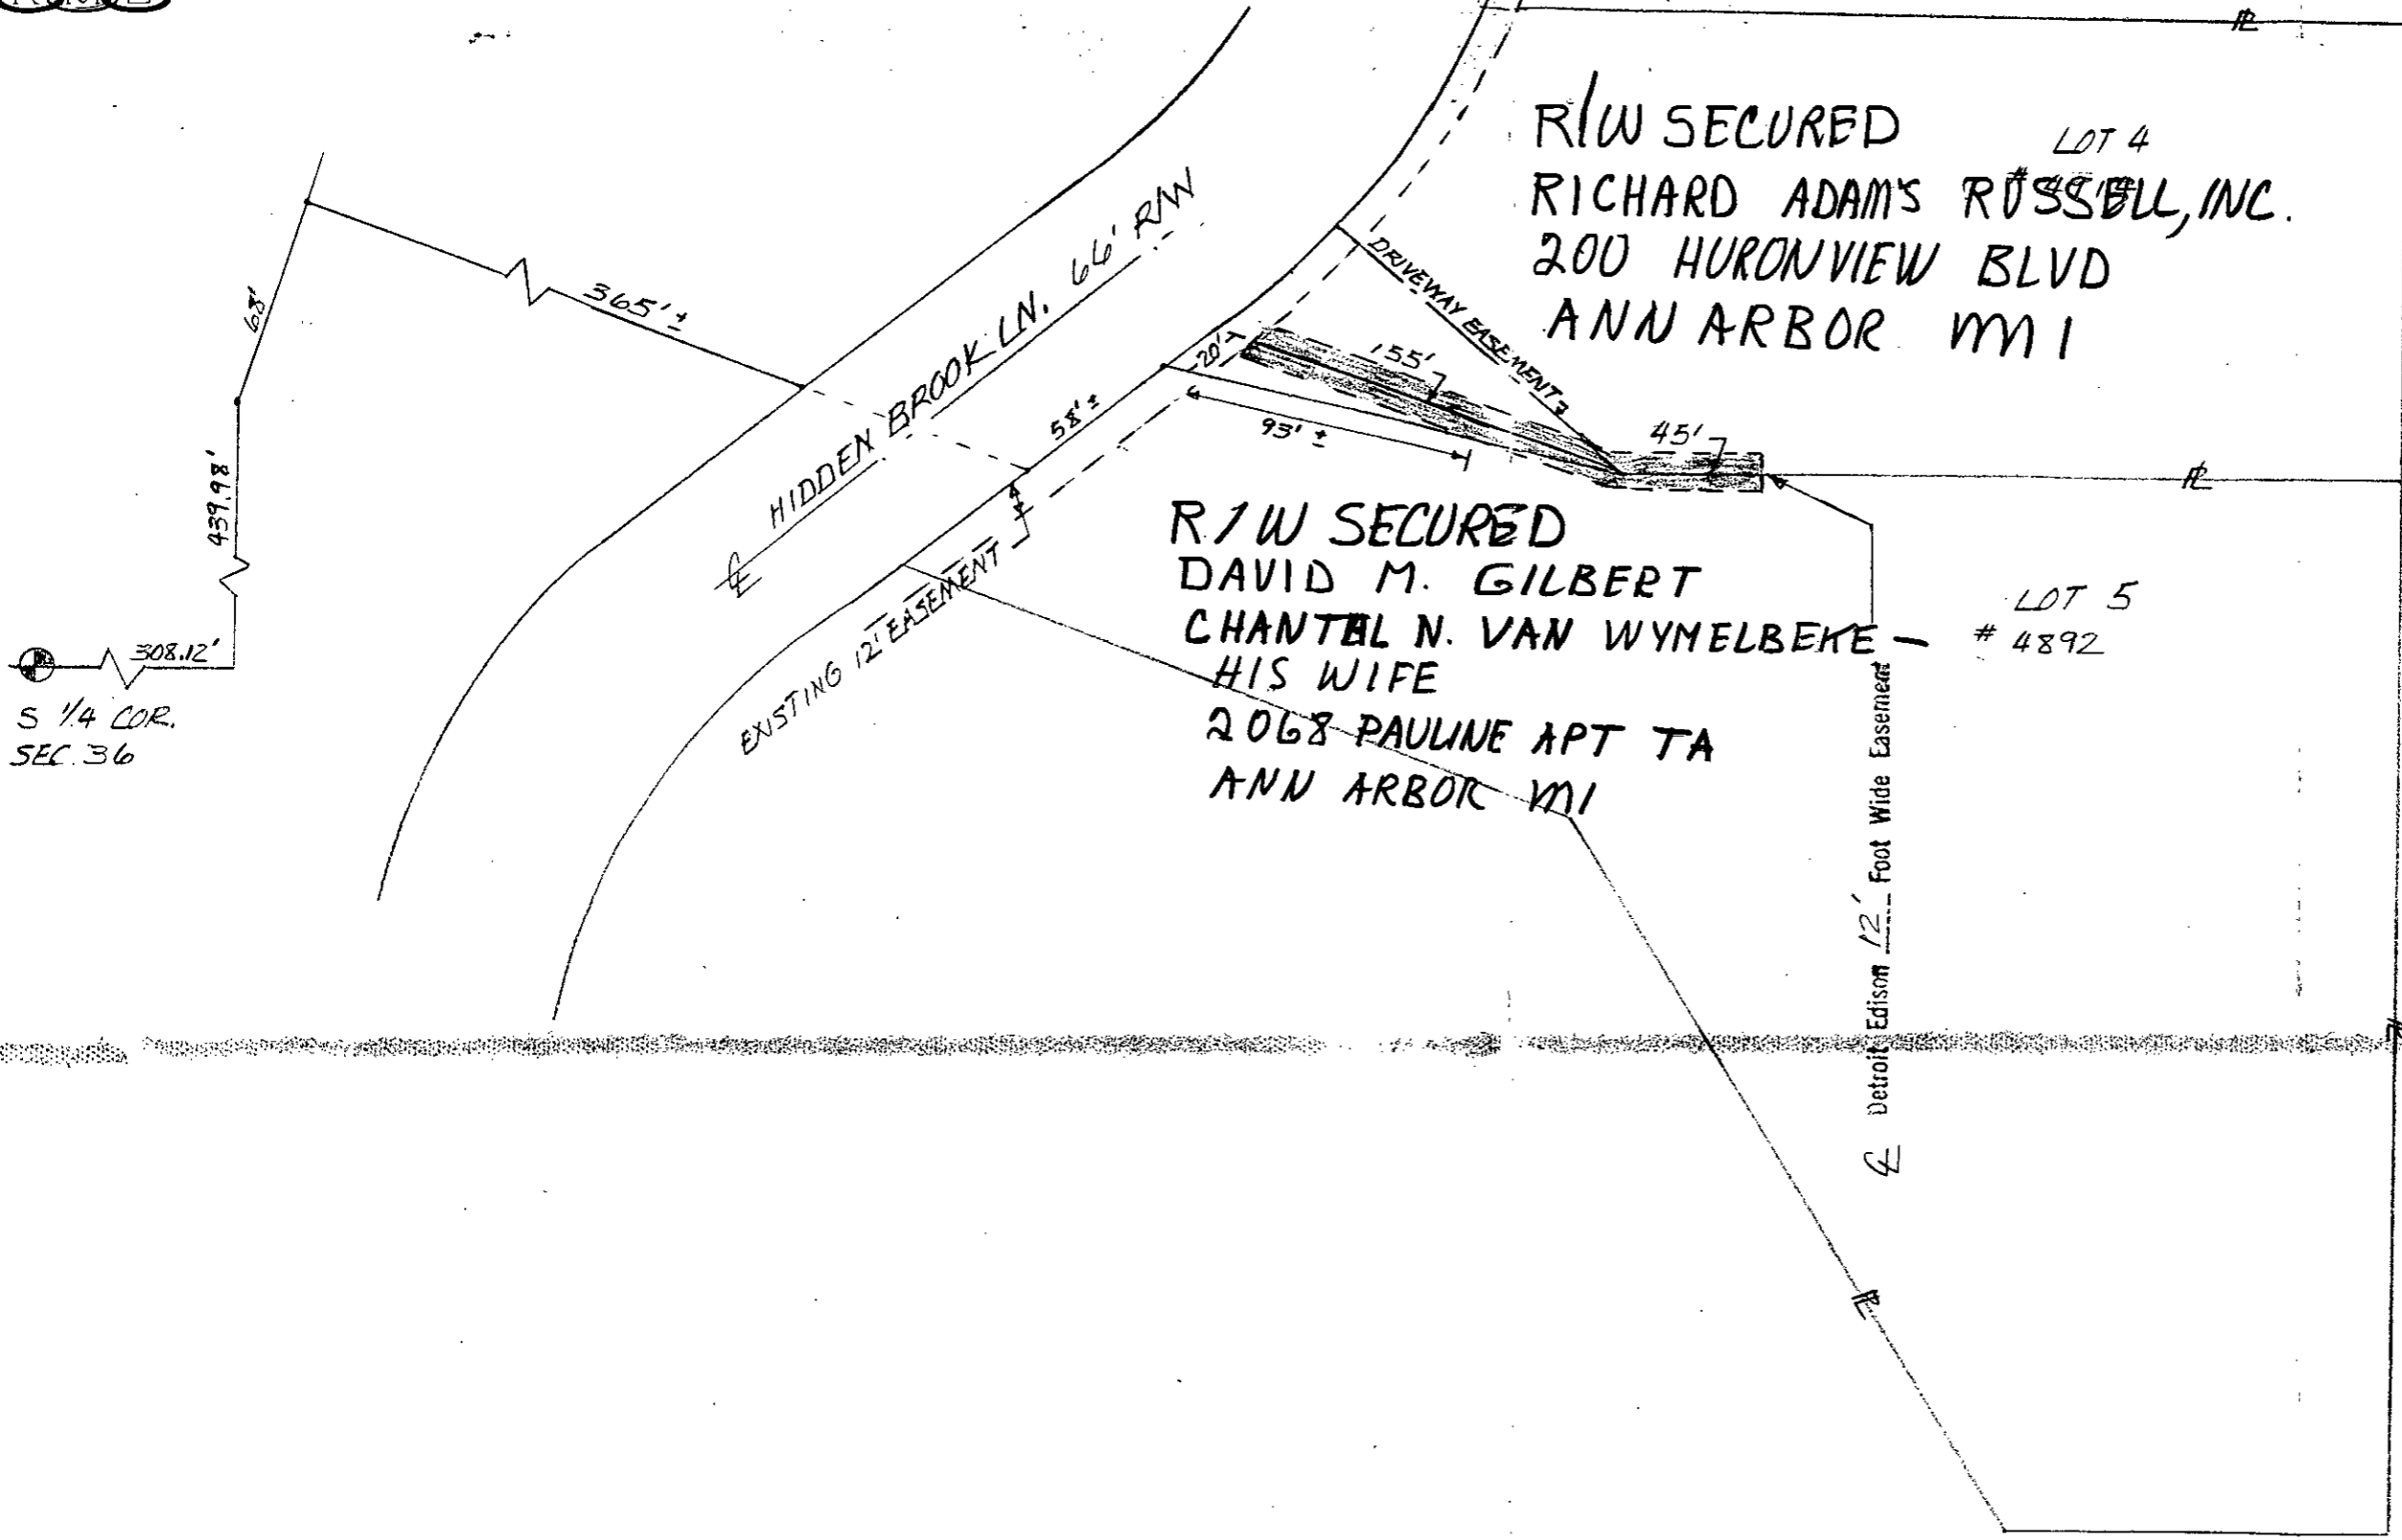 R/W SECURED
LOT 4
RICHARD ADAMS RUSSELL, INC.
200 HURONVIEW BLVD
ANN ARBOR MI
DRIVEWAY EASEMENT
HIDDEN BROOK LN. 66' R/W
365'±
68'
439.98'
308.12'
S 1/4 COR.
SEC. 36
58'±
20'
155'
93'±
45'
EXISTING 12' EASEMENT
R/W SECURED
DAVID M. GILBERT
CHANTAL N. VAN WYMELBEKE —
HIS WIFE
2068 PAULINE APT TA
ANN ARBOR MI
LOT 5
# 4892
℄ Detroit Edison 12' Foot Wide Easement